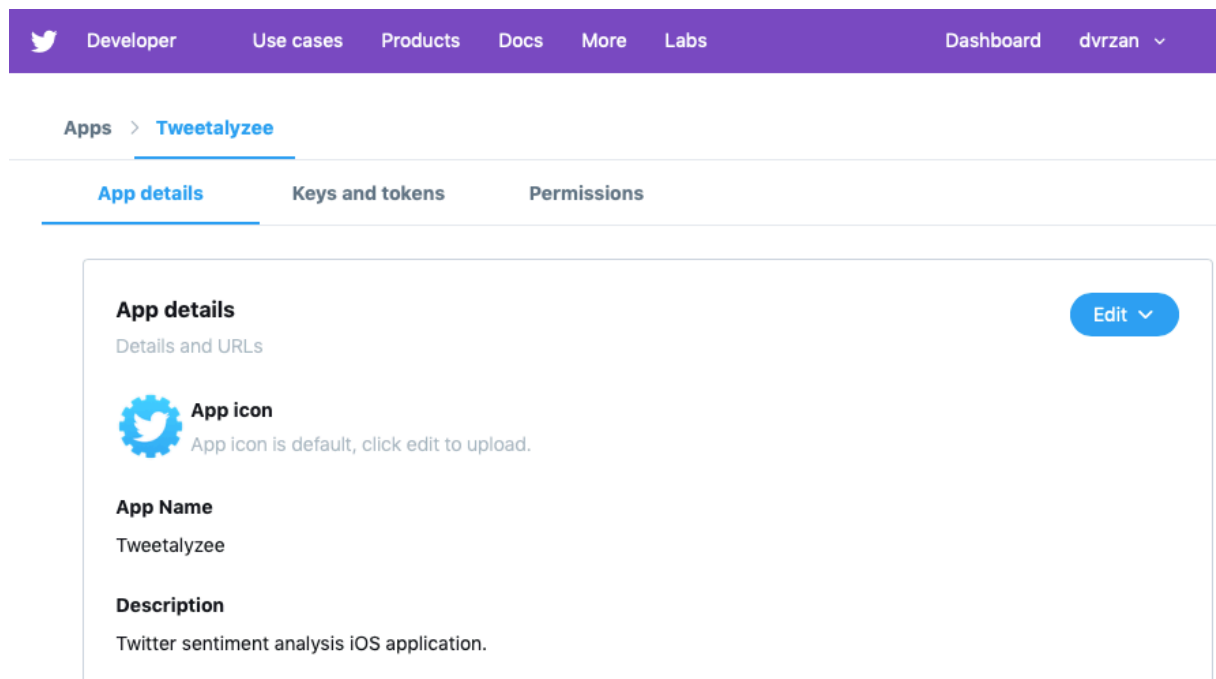 Developer Use cases Products Docs More Labs Dashboard dvrzan
Apps > Tweetalyzee
App details Keys and tokens Permissions
App details
Edit
Details and URLs
App icon
App icon is default, click edit to upload.
App Name
Tweetalyzee
Description
Twitter sentiment analysis iOS application.